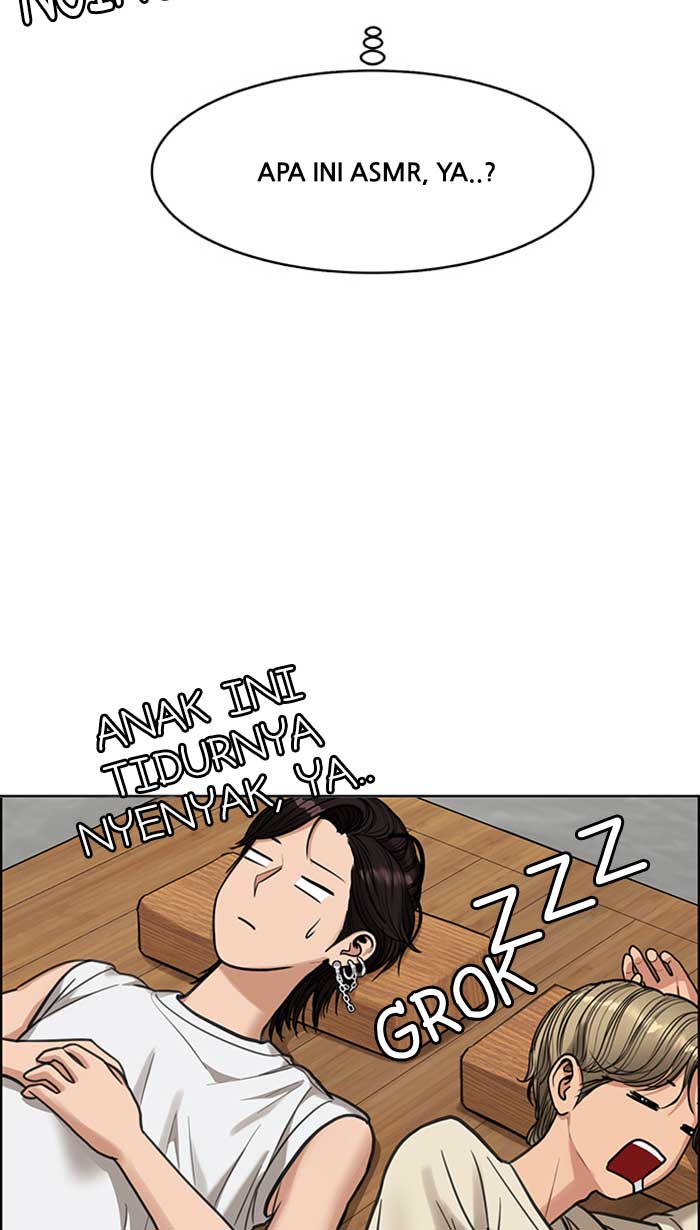 APA INI ASMR, YA..?
ANAK INI
TIDURNYA
NYENYAK, YA..
ZZZ
GROK